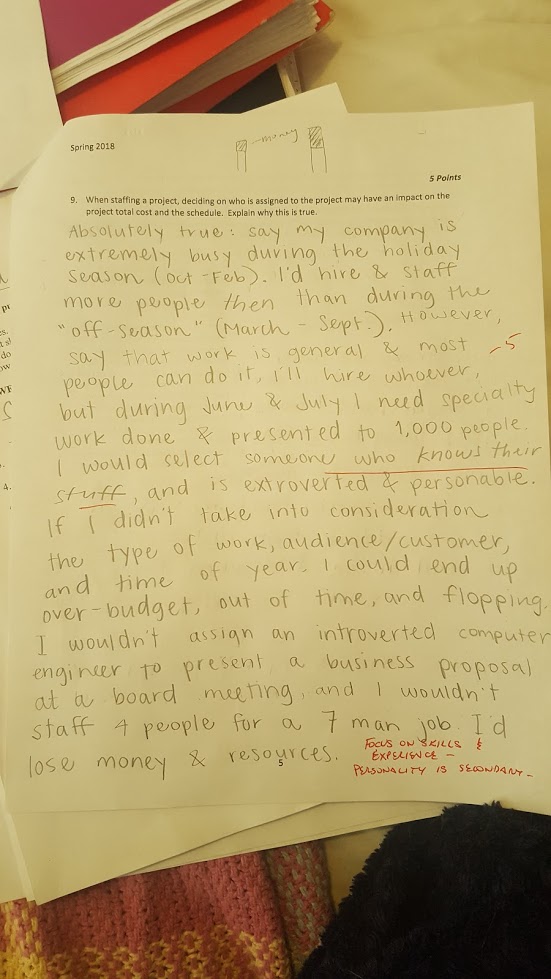 Spring 2018
money
5 Points
9. When staffing a project, deciding on who is assigned to the project may have an impact on the
project total cost and the schedule. Explain why this is true.
Absolutely true: say my company is
extremely busy during the holiday
season (Oct-Feb). I'd hire & staff
more people then than during the
"off-season" (March - Sept.). However,
say that work is general & most
-5
people can do it, I'll hire whoever,
but during June & July I need specialty
work done & presented to 1,000 people.
I would select someone who knows their
stuff, and is extroverted & personable.
If I didn't take into consideration
the type of work, audience/customer,
and time of year. I could end up
over-budget, out of time, and flopping.
I wouldn't assign an introverted computer
engineer to present a business proposal
at a board meeting, and I wouldn't
staff 4 people for a 7 man job. I'd
lose money & resources.
FOCUS ON SKILLS &
EXPERIENCE -
PERSONALITY IS SECONDARY -
5
4.